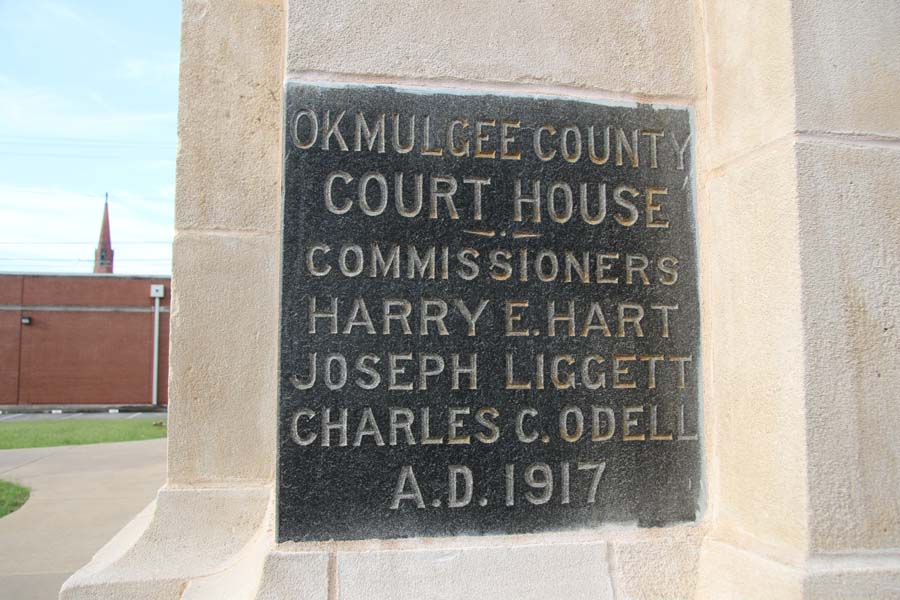 OKMULGEE COUNTY
COURT HOUSE
COMMISSIONERS
HARRY E. HART
JOSEPH LIGGETT
CHARLES C. ODELL
A.D. 1917